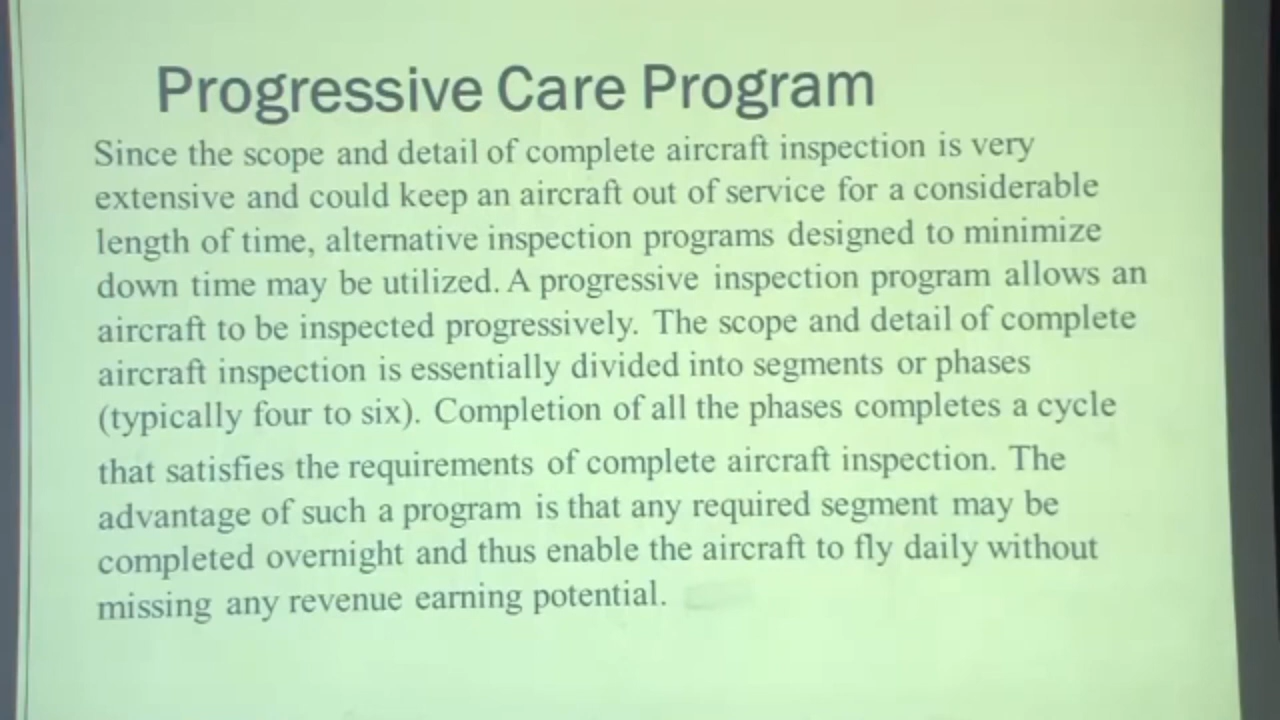 Progressive Care Program
Since the scope and detail of complete aircraft inspection is very
extensive and could keep an aircraft out of service for a considerable
length of time, alternative inspection programs designed to minimize
down time may be utilized. A progressive inspection program allows an
aircraft to be inspected progressively. The scope and detail of complete
aircraft inspection is essentially divided into segments or phases
(typically four to six). Completion of all the phases completes a cycle
that satisfies the requirements of complete aircraft inspection. The
advantage of such a program is that any required segment may be
completed overnight and thus enable the aircraft to fly daily without
missing any revenue earning potential.